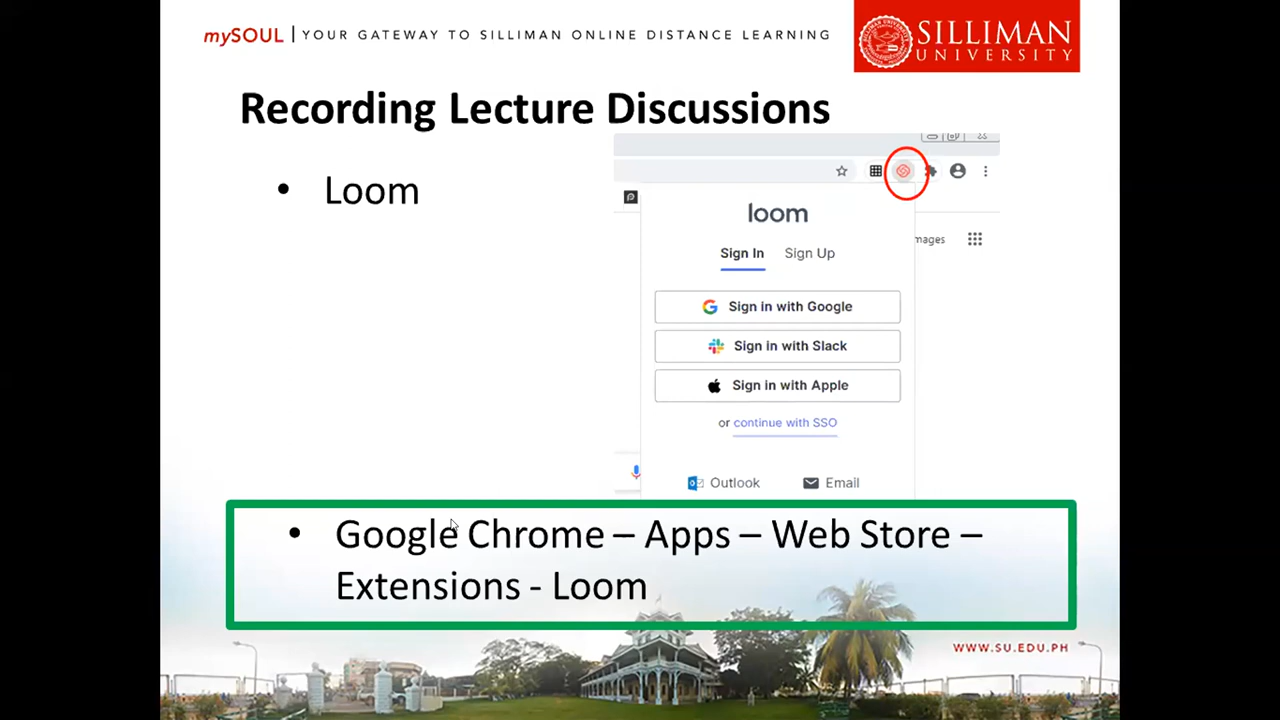 mySOUL | YOUR GATEWAY TO SILLIMAN ONLINE DISTANCE LEARNING
SILLIMAN
UNIVERSITY
Recording Lecture Discussions
• Loom
loom
mages
Sign In Sign Up
Sign in with Google
Sign in with Slack
Sign in with Apple
or continue with SSO
Outlook Email
• Google Chrome – Apps – Web Store –
Extensions - Loom
WWW.SU.EDU.PH